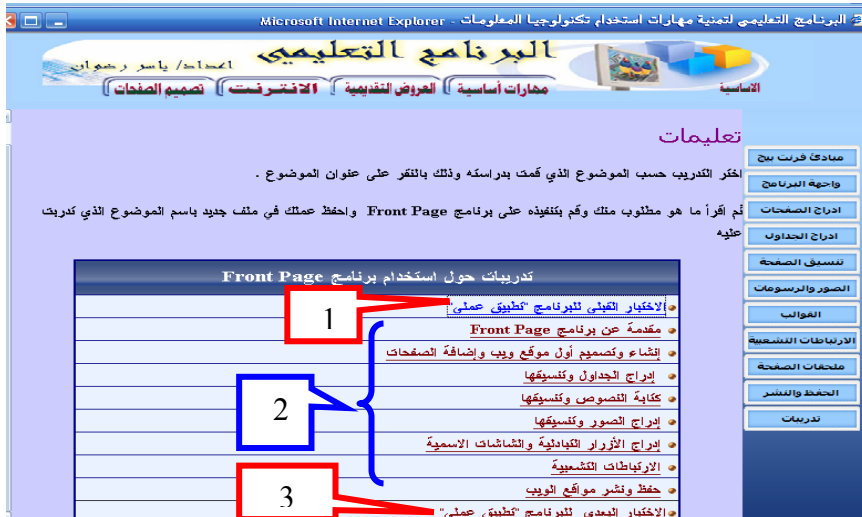 البرنامج التعليمي لتمنية مهارات استخدام تكنولوجيا المعلومات - Microsoft Internet Explorer
البرنامج التعليمي
اعداد/ ياسر رضوان
الاساسية
مهارات أساسية
العروض التقديمية
الانترنت
تصميم الصفحات
تعليمات
اختر التدريب حسب الموضوع الذي قمت بدراسته وذلك بالنقر على عنوان الموضوع .
ثم اقرأ ما هو مطلوب منك وقم بتنفيذه على برنامج Front Page واحفظ عملك في ملف جديد باسم الموضوع الذي تدربت
عليه
مبادئ فرنت بيج
واجهة البرنامج
ادراج الصفحات
ادراج الجداول
تنسيق الصفحة
الصور والرسومات
القوالب
الارتباطات التشعبية
ملحقات الصفحة
الحفظ والنشر
تدريبات
تدريبات حول استخدام برنامج Front Page
الاختبار القبلي للبرنامج "تطبيق عملي"
مقدمة عن برنامج Front Page
إنشاء وتصميم أول موقع ويب وإضافة الصفحات
إدراج الجداول وتنسيقها
كتابة النصوص وتنسيقها
إدراج الصور وتنسيقها
إدراج الأزرار التبادلية والشاشات الاسمية
الارتباطات التشعبية
حفظ ونشر مواقع الويب
الاختبار البعدي للبرنامج "تطبيق عملي"
1
2
3